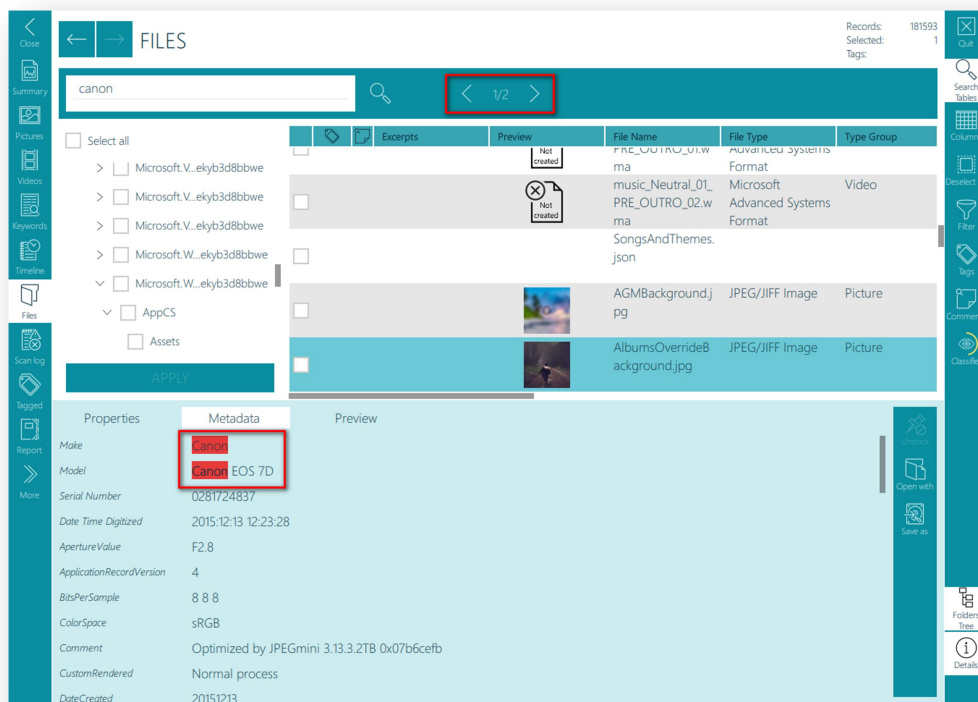 Close
Summary
Pictures
Videos
Keywords
Timeline
Files
Scan log
Tagged
Report
More
FILES
Records: 181593
Selected: 1
Tags:
canon
1/2
Select all
Microsoft.V...ekyb3d8bbwe
Microsoft.V...ekyb3d8bbwe
Microsoft.V...ekyb3d8bbwe
Microsoft.W...ekyb3d8bbwe
Microsoft.W...ekyb3d8bbwe
AppCS
Assets
APPLY
Excerpts Preview File Name File Type Type Group
Not PRE_OUTRO_01.w Advanced Systems
created ma Format
music_Neutral_01_ Microsoft Video
Not PRE_OUTRO_02.w Advanced Systems
created ma Format
SongsAndThemes.
json
AGMBackground.j JPEG/JIFF Image Picture
pg
AlbumsOverrideB JPEG/JIFF Image Picture
ackground.jpg
Properties Metadata Preview
Make Canon
Model Canon EOS 7D
Serial Number 0281724837
Date Time Digitized 2015:12:13 12:23:28
ApertureValue F2.8
ApplicationRecordVersion 4
BitsPerSample 8 8 8
ColorSpace sRGB
Comment Optimized by JPEGmini 3.13.3.2TB 0x07b6cefb
CustomRendered Normal process
DateCreated 20151213
Undock
Open with
Save as
Quit
Search
Tables
Column
Deselect
Filter
Tags
Commen
Classifie
Folders
Tree
Details